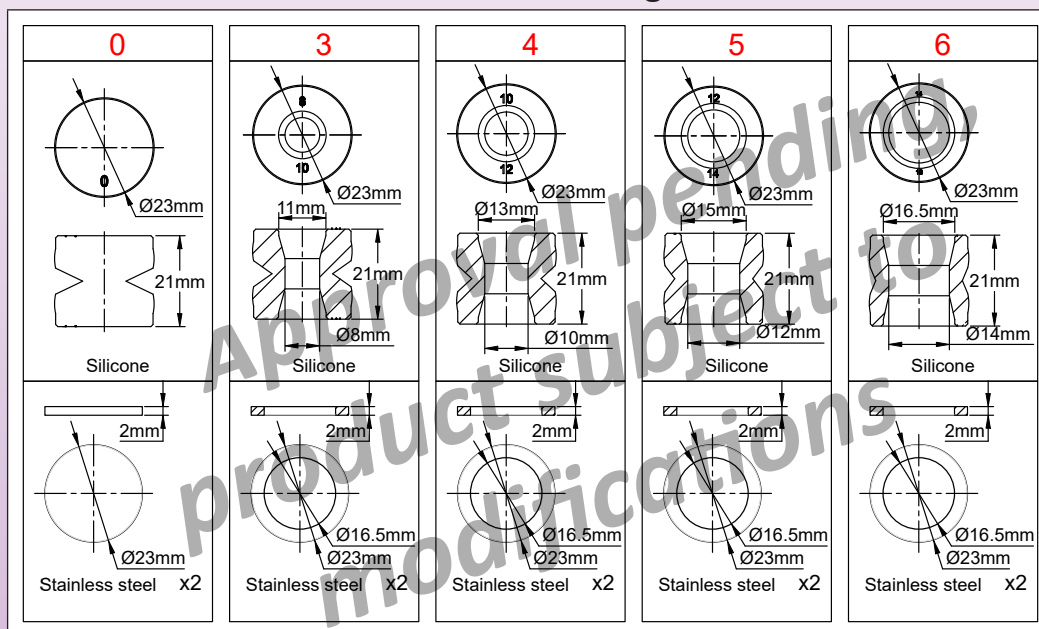 0
0
Ø23mm
21mm
Silicone
2mm
Ø23mm
Stainless steel x2
3
8
10
Ø23mm
11mm
21mm
Ø8mm
Silicone
2mm
Ø16.5mm
Ø23mm
Stainless steel x2
4
10
12
Ø23mm
Ø13mm
21mm
Ø10mm
Silicone
2mm
Ø16.5mm
Ø23mm
Stainless steel x2
5
12
14
Ø23mm
Ø15mm
21mm
Ø12mm
Silicone
2mm
Ø16.5mm
Ø23mm
Stainless steel x2
6
Ø23mm
Ø16.5mm
21mm
Ø14mm
Silicone
2mm
Ø16.5mm
Ø23mm
Stainless steel x2
Approval pending,
product subject to
modifications